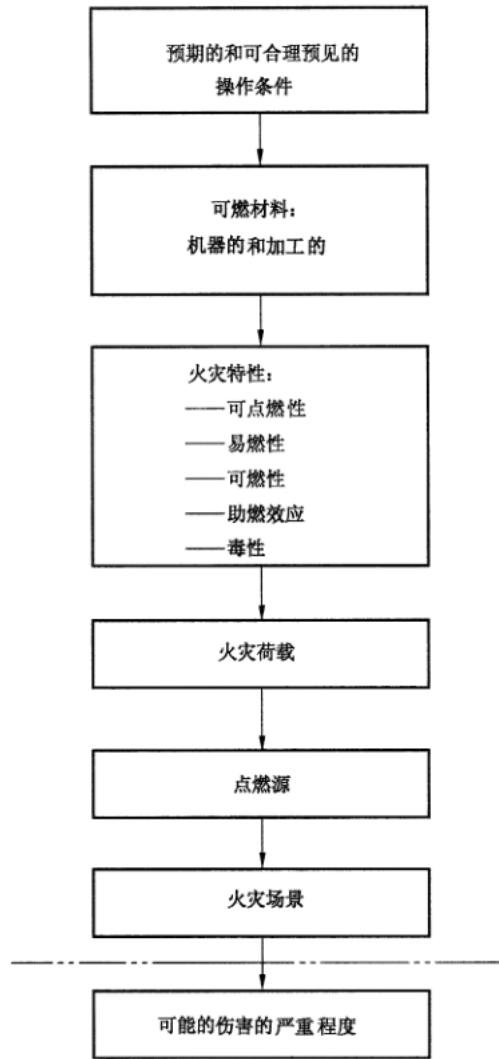 预期的和可合理预见的
操作条件
可燃材料：
机器的和加工的
火灾特性：
——可点燃性
——易燃性
——可燃性
——助燃效应
——毒性
火灾荷载
点燃源
火灾场景
可能的伤害的严重程度